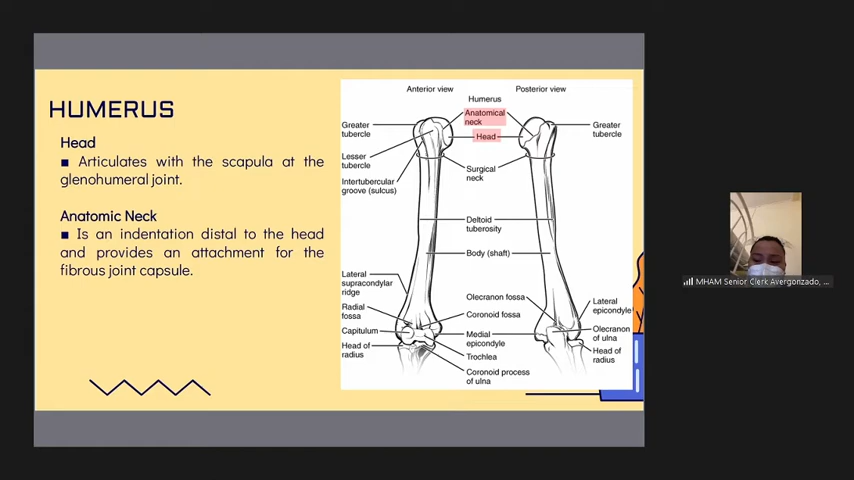 HUMERUS
Head
■ Articulates with the scapula at the
glenohumeral joint.
Anatomic Neck
■ Is an indentation distal to the head
and provides an attachment for the
fibrous joint capsule.
Anterior view
Posterior view
Humerus
Anatomical
neck
Head
Greater
tubercle
Greater
tubercle
Lesser
tubercle
Surgical
neck
Intertubercular
groove (sulcus)
Deltoid
tuberosity
Body (shaft)
Lateral
supracondylar
ridge
Olecranon fossa
Lateral
epicondyle
Radial
fossa
Coronoid fossa
Capitulum
Medial
epicondyle
Olecranon
of ulna
Head of
radius
Trochlea
Head of
radius
Coronoid process
of ulna
MHAM Senior Clerk Avergonzado, ...